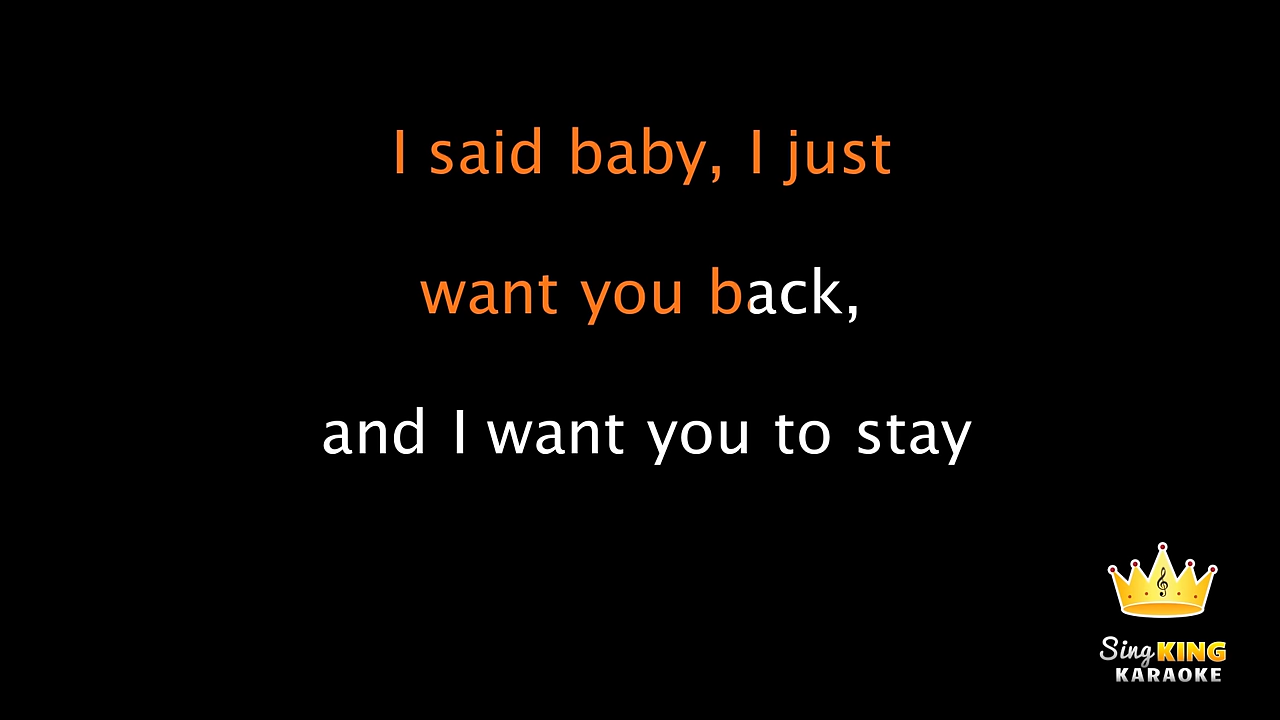 I said baby, I just
want you back,
and I want you to stay
Sing KING
KARAOKE